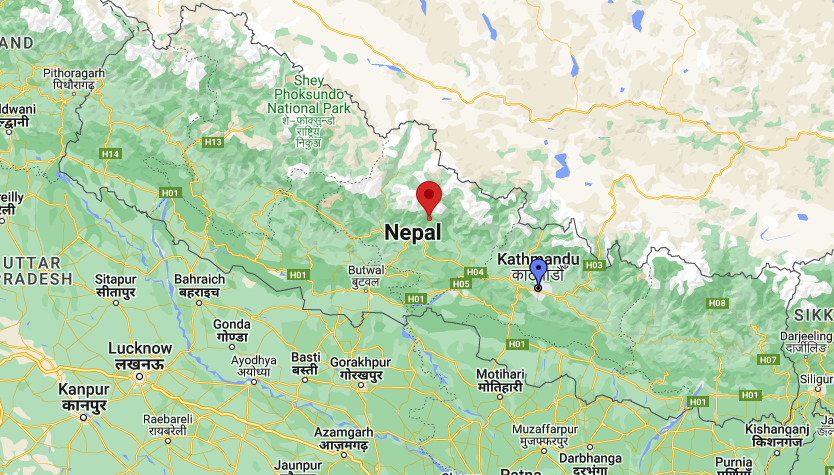 AND
Pithoragarh
पिथौरागढ़
Shey
Phoksundo
National Park
शे-फोक्सुन्डो
राष्ट्रिय
निकुञ्ज
ldwani
H14
H13
H01
reilly
Nepal
UTTAR
PRADESH
Sitapur
सीतापुर
Bahraich
बहराइच
H01
Butwal
बुटवल
H04
H05
H01
Kathmandu
काठमाडौं
H03
H08
H07
SIKK
Darjeeling
दार्जीलिङ
Siligur
Gonda
गोण्डा
Lucknow
लखनऊ
Ayodhya
अयोध्या
Basti
बस्ती
Gorakhpur
गोरखपुर
Motihari
मोतिहारी
H01
H01
H01
Kanpur
कानपुर
Raebareli
रायबरेली
Azamgarh
आज़मगढ़
Jaunpur
Muzaffarpur
मुजफ्फरपुर
Darbhanga
दरभंगा
Kishanganj
किशनगंज
Purnia
Patna